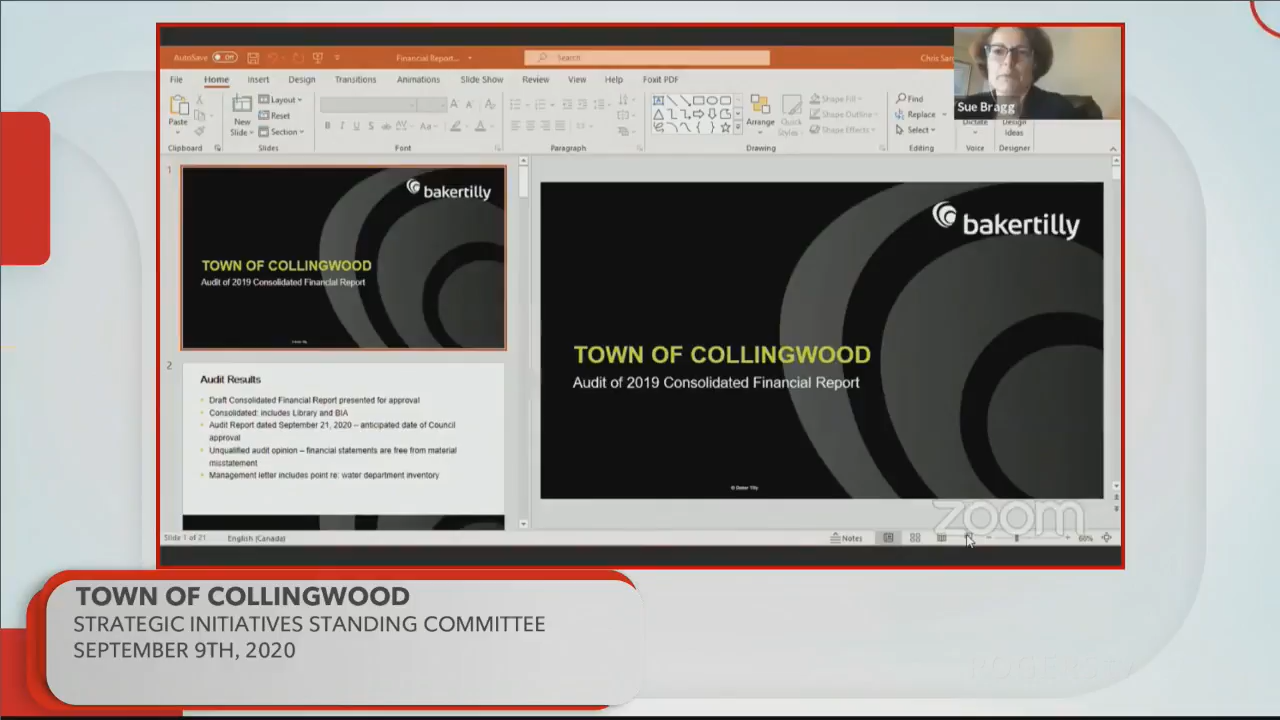 AutoSave Off
Financial Report...
Search
Chris San
File Home Insert Design Transitions Animations Slide Show Review View Help Foxit PDF
Sue Bragg
Paste
New
Slide
Layout
Reset
Section
Arrange
Quick
Styles
Shape Fill
Shape Outline
Shape Effects
Find
Replace
Select
Dictate
Design
Ideas
Clipboard Slides Font Paragraph Drawing Editing Voice Designer
1
bakertilly
TOWN OF COLLINGWOOD
Audit of 2019 Consolidated Financial Report
2
Audit Results
Draft Consolidated Financial Report presented for approval
Consolidated: includes Library and BIA
Audit Report dated September 21, 2020 – anticipated date of Council
approval
Unqualified audit opinion – financial statements are free from material
misstatement
Management letter includes point re: water department inventory
bakertilly
TOWN OF COLLINGWOOD
Audit of 2019 Consolidated Financial Report
© Baker Tilly
zoom
Slide 1 of 21 English (Canada) Notes 60%
TOWN OF COLLINGWOOD
STRATEGIC INITIATIVES STANDING COMMITTEE
SEPTEMBER 9TH, 2020